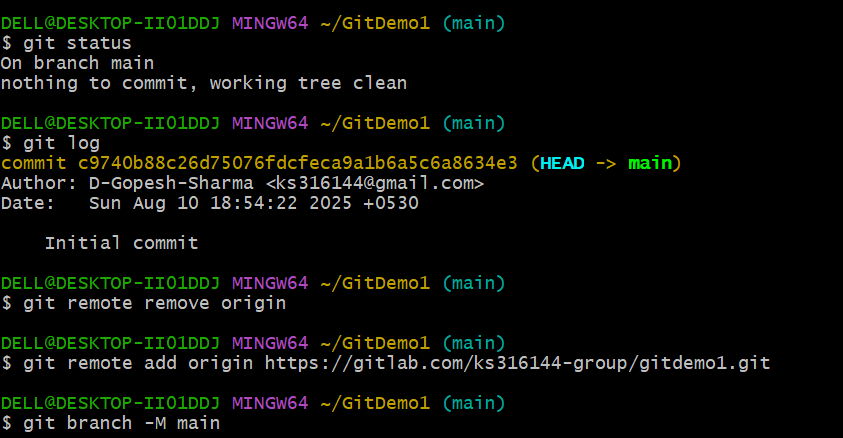 DELL@DESKTOP-II01DDJ MINGW64 ~/GitDemo1 (main)
$ git status
On branch main
nothing to commit, working tree clean
DELL@DESKTOP-II01DDJ MINGW64 ~/GitDemo1 (main)
$ git log
commit c9740b88c26d75076fdcfeca9a1b6a5c6a8634e3 (HEAD -> main)
Author: D-Gopesh-Sharma <ks316144@gmail.com>
Date:   Sun Aug 10 18:54:22 2025 +0530
    Initial commit
DELL@DESKTOP-II01DDJ MINGW64 ~/GitDemo1 (main)
$ git remote remove origin
DELL@DESKTOP-II01DDJ MINGW64 ~/GitDemo1 (main)
$ git remote add origin https://gitlab.com/ks316144-group/gitdemo1.git
DELL@DESKTOP-II01DDJ MINGW64 ~/GitDemo1 (main)
$ git branch -M main